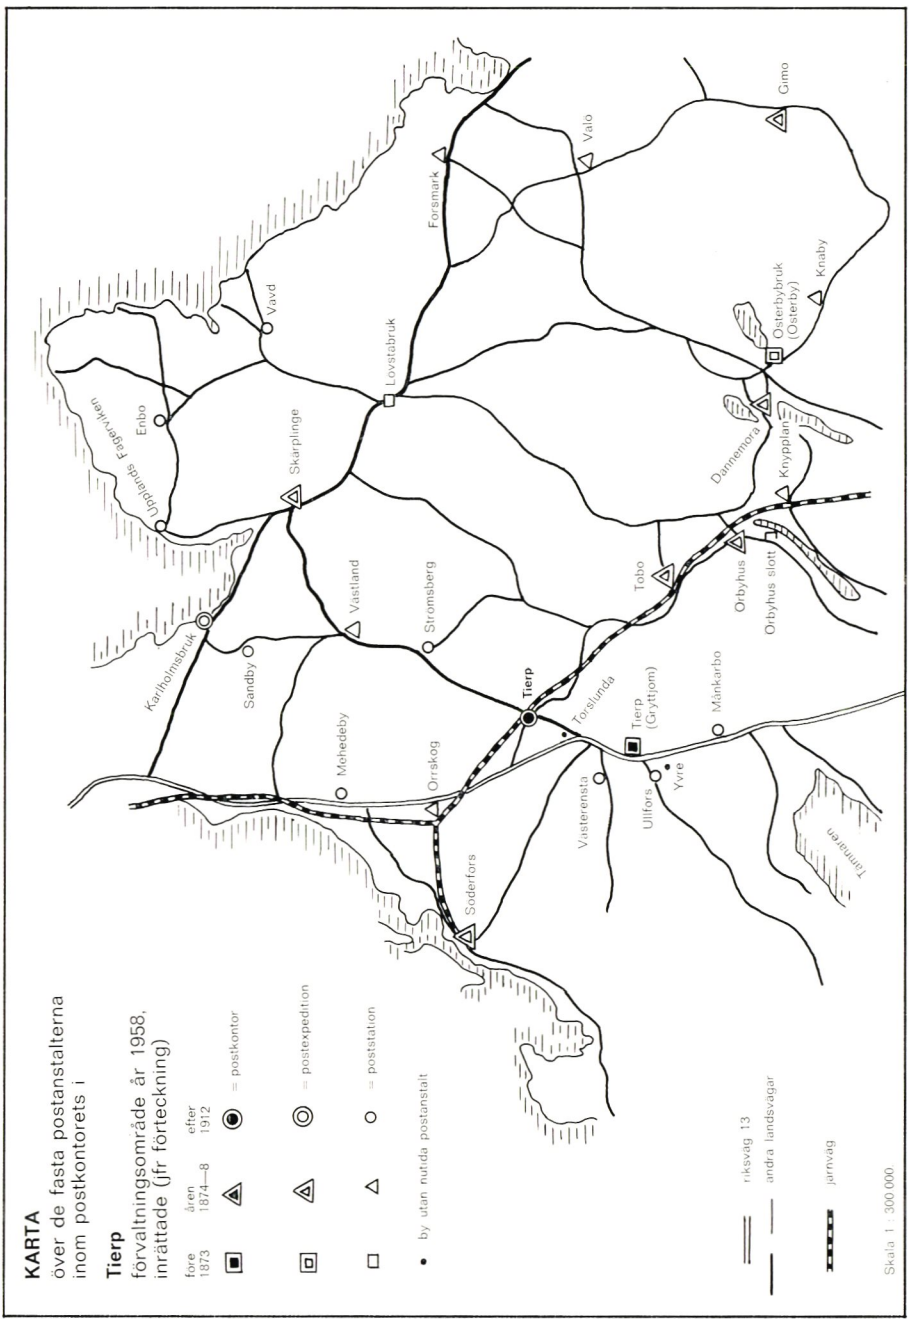 KARTA
över de fasta postanstalterna
inom postkontorets i
Tierp
förvaltningsområde år 1958,
inrättade (jfr förteckning)
före
1873
åren
1874—8
efter
1912
= postkontor
= postexpedition
= poststation
by utan nutida postanstalt
riksväg 13
andra landsvägar
järnväg
Skala 1 : 300 000.
Söderfors
Orrskog
Mehedeby
Karlholmsbruk
Sandby
Västland
Strömsberg
Tierp
Torslunda
Tierp
(Gryttjom)
Västerensta
Ullfors
Yvre
Månkarbo
Tämnaren
Tobo
Örbyhus
Örbyhus slott
Knypplan
Dannemora
Österbybruk
(Österby)
Knaby
Gimo
Valö
Forsmark
Lövstabruk
Skärplinge
Upplands Fagerviken
Enbo
Vavd